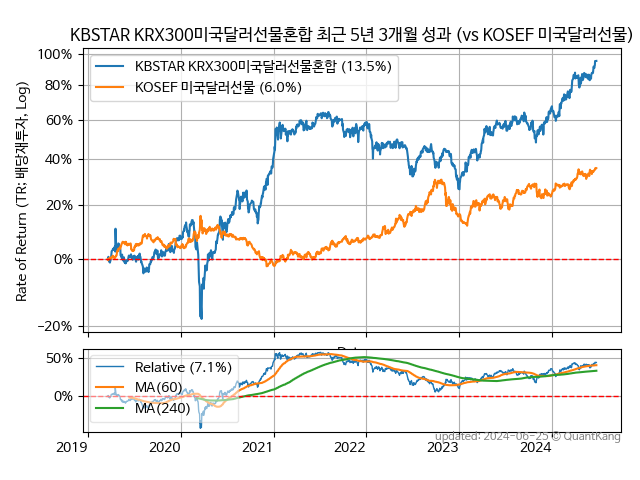 KBSTAR KRX300미국달러선물혼합 최근 5년 3개월 성과 (vs KOSEF 미국달러선물)
Rate of Return (TR: 배당재투자, Log)
100%
80%
60%
40%
20%
0%
−20%
KBSTAR KRX300미국달러선물혼합 (13.5%)
KOSEF 미국달러선물 (6.0%)
50%
0%
Relative (7.1%)
MA(60)
MA(240)
2019
2020
2021
2022
2023
2024
updated: 2024-06-25 © QuantKang